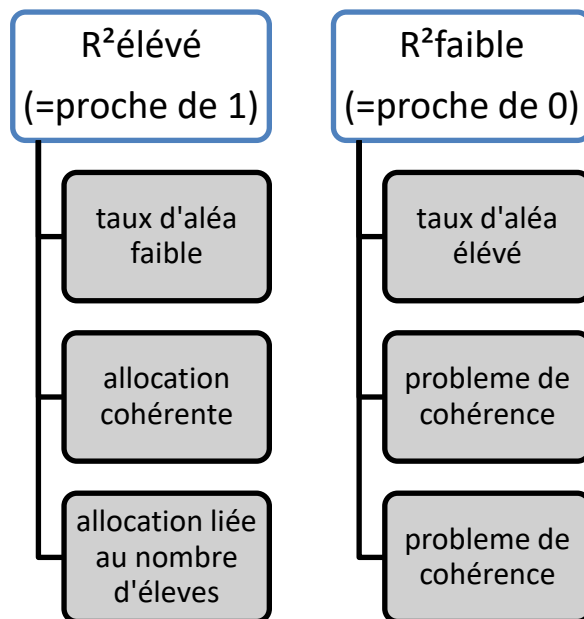 R²élévé
(=proche de 1)
taux d'aléa
faible
allocation
cohérente
allocation liée
au nombre
d'éleves
R²faible
(=proche de 0)
taux d'aléa
élévé
probleme de
cohérence
probleme de
cohérence